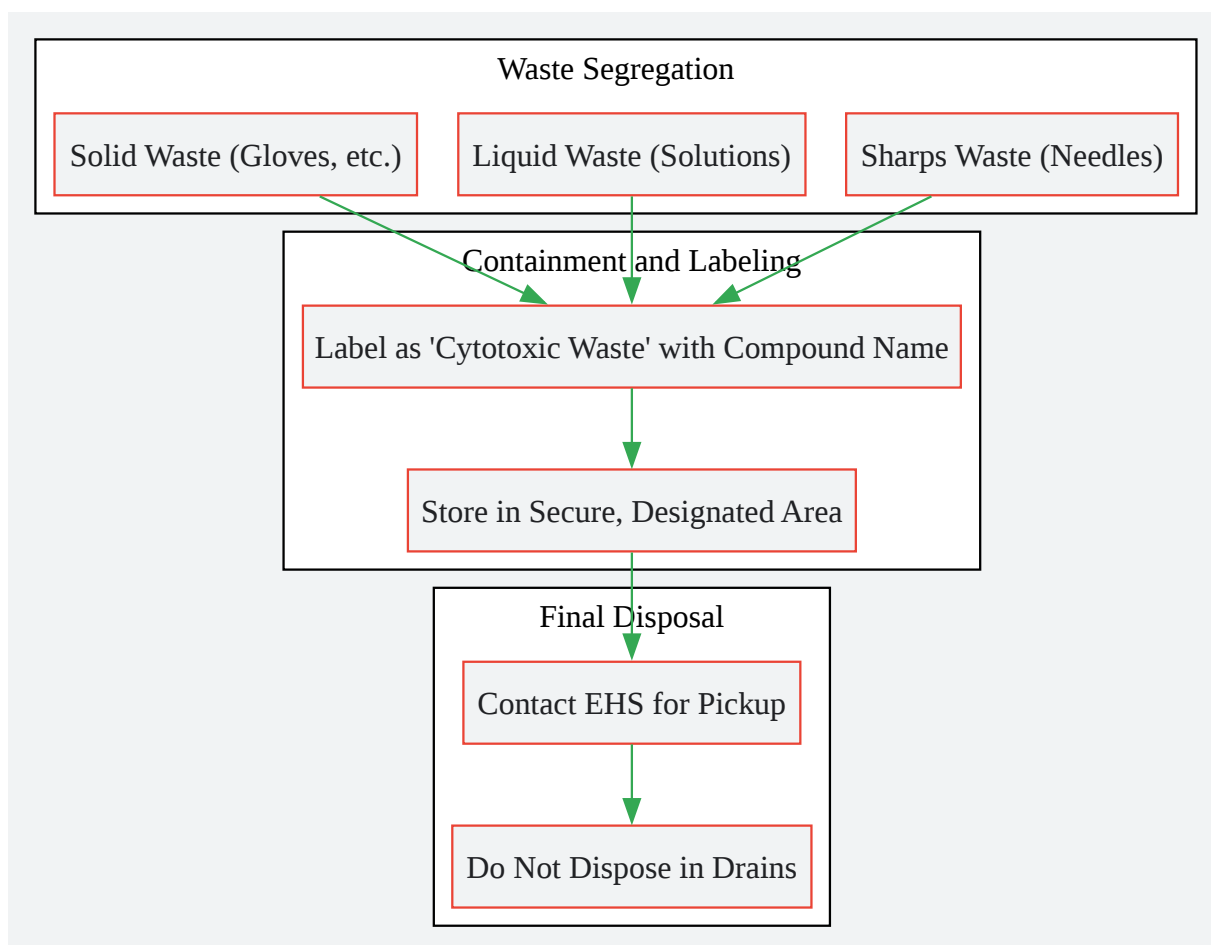 Waste Segregation
Solid Waste (Gloves, etc.)
Liquid Waste (Solutions)
Sharps Waste (Needles)
Containment and Labeling
Label as 'Cytotoxic Waste' with Compound Name
Store in Secure, Designated Area
Final Disposal
Contact EHS for Pickup
Do Not Dispose in Drains